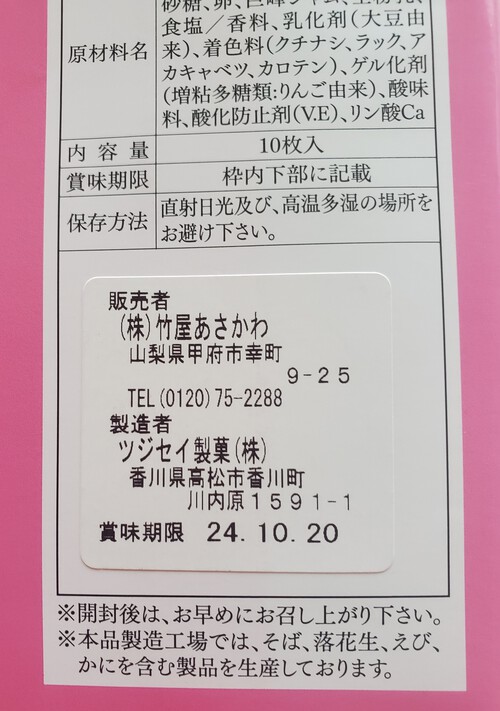 砂糖、卵、巨峰ジャム、全粉乳、
食塩／香料、乳化剤(大豆由
来)、着色料(クチナシ、ラック、ア
カキャベツ、カロテン)、ゲル化剤
(増粘多糖類:りんご由来)、酸味
料、酸化防止剤(V.E)、リン酸Ca
原材料名
内容量 10枚入
賞味期限 枠内下部に記載
保存方法 直射日光及び、高温多湿の場所を
お避け下さい。
販売者
(株)竹屋あさかわ
山梨県甲府市幸町
9-25
TEL(0120)75-2288
製造者
ツジセイ製菓(株)
香川県高松市香川町
川内原1591-1
賞味期限 24.10.20
※開封後は、お早めにお召し上がり下さい。
※本品製造工場では、そば、落花生、えび、
かにを含む製品を生産しております。